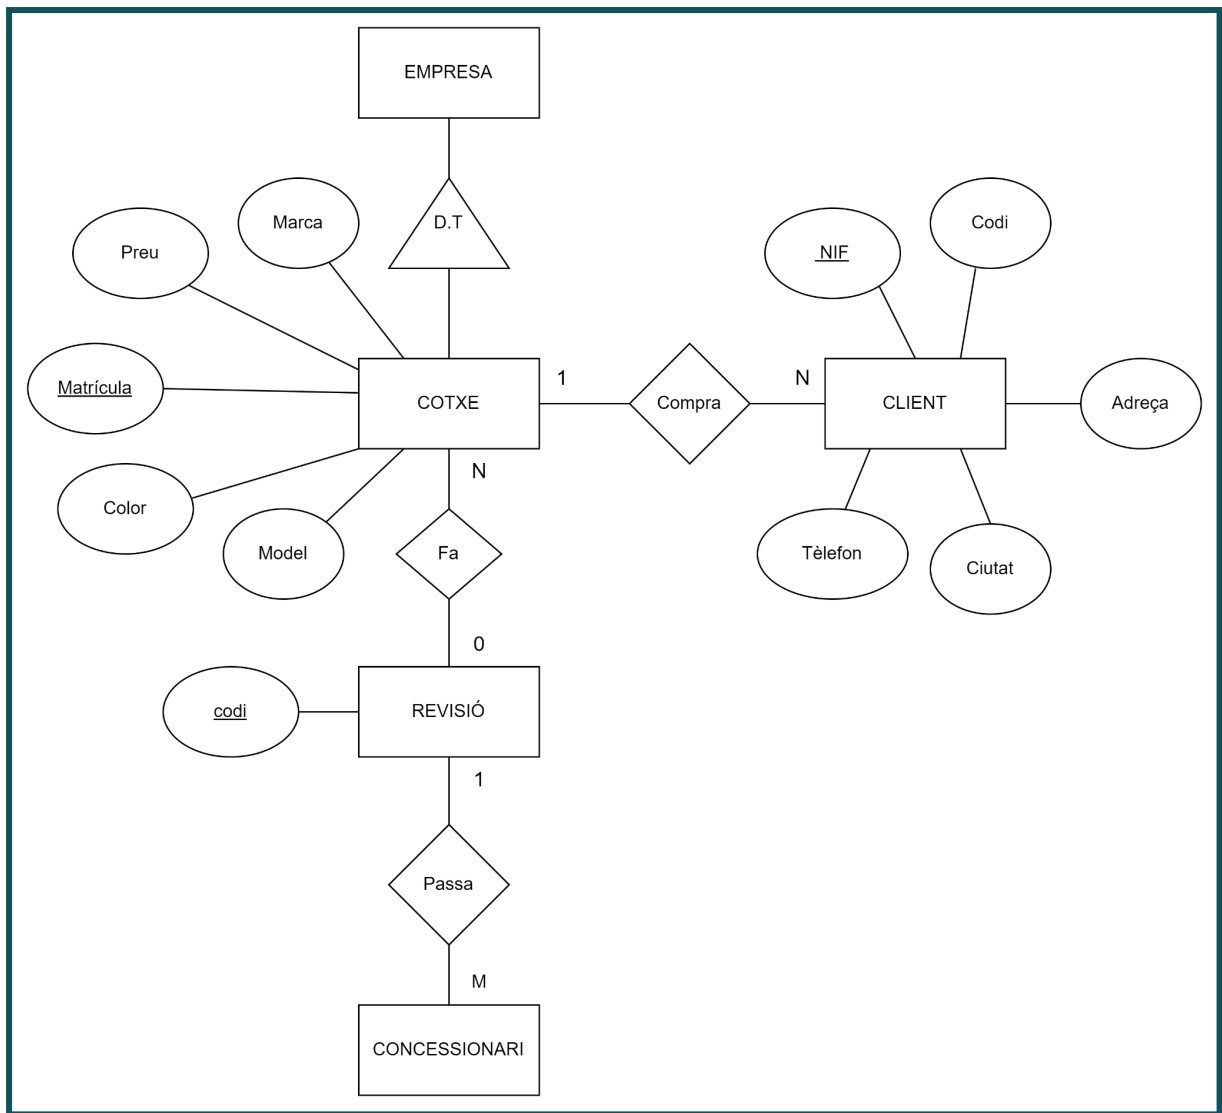 EMPRESA
D.T
Marca
Preu
Matrícula
Color
Model
COTXE
1
Compra
N
CLIENT
NIF
Codi
Adreça
Tèlefon
Ciutat
N
Fa
0
codi
REVISIÓ
1
Passa
M
CONCESSIONARI